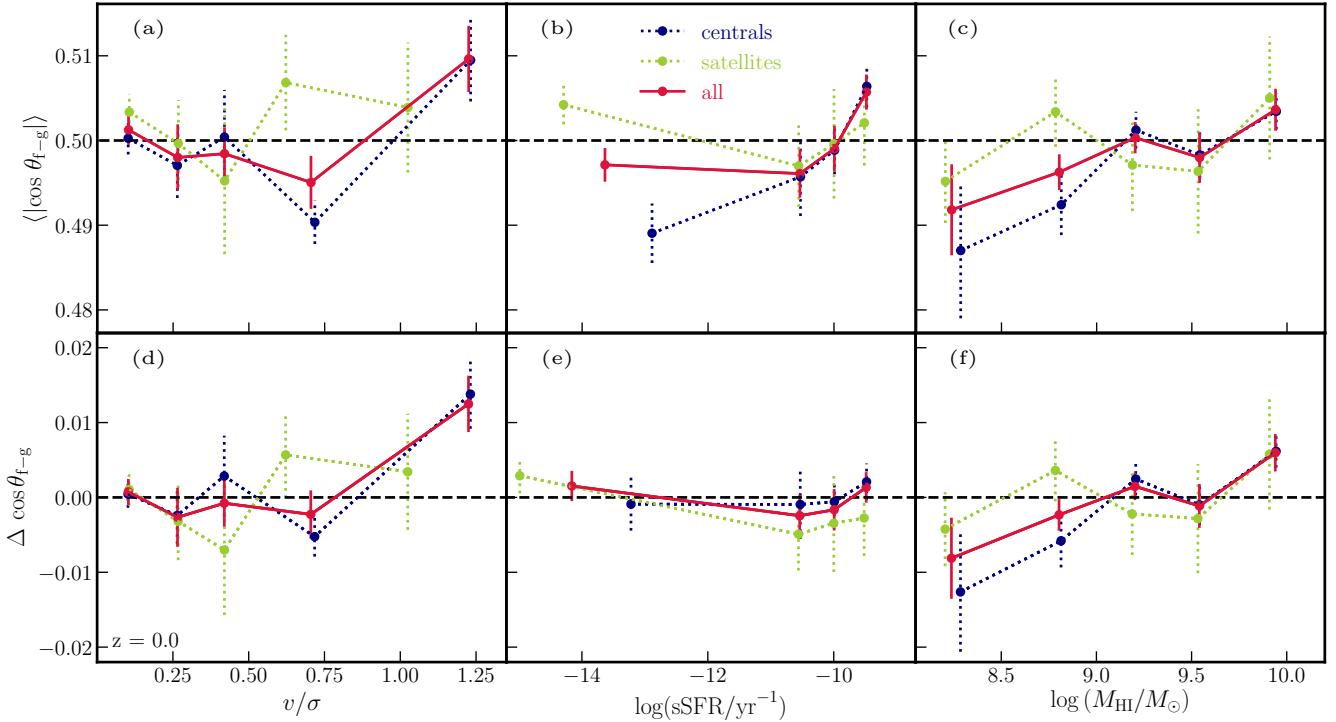 (a)
(b)
(c)
centrals
satellites
all
0.51
0.50
0.49
0.48
⟨|cos θf−g|⟩
(d)
(e)
(f)
0.02
0.01
0.00
−0.01
−0.02
Δ cos θf−g
z = 0.0
0.25 0.50 0.75 1.00 1.25
−14 −12 −10
8.5 9.0 9.5 10.0
v/σ
log(sSFR/yr⁻¹)
log (MHI/M⊙)